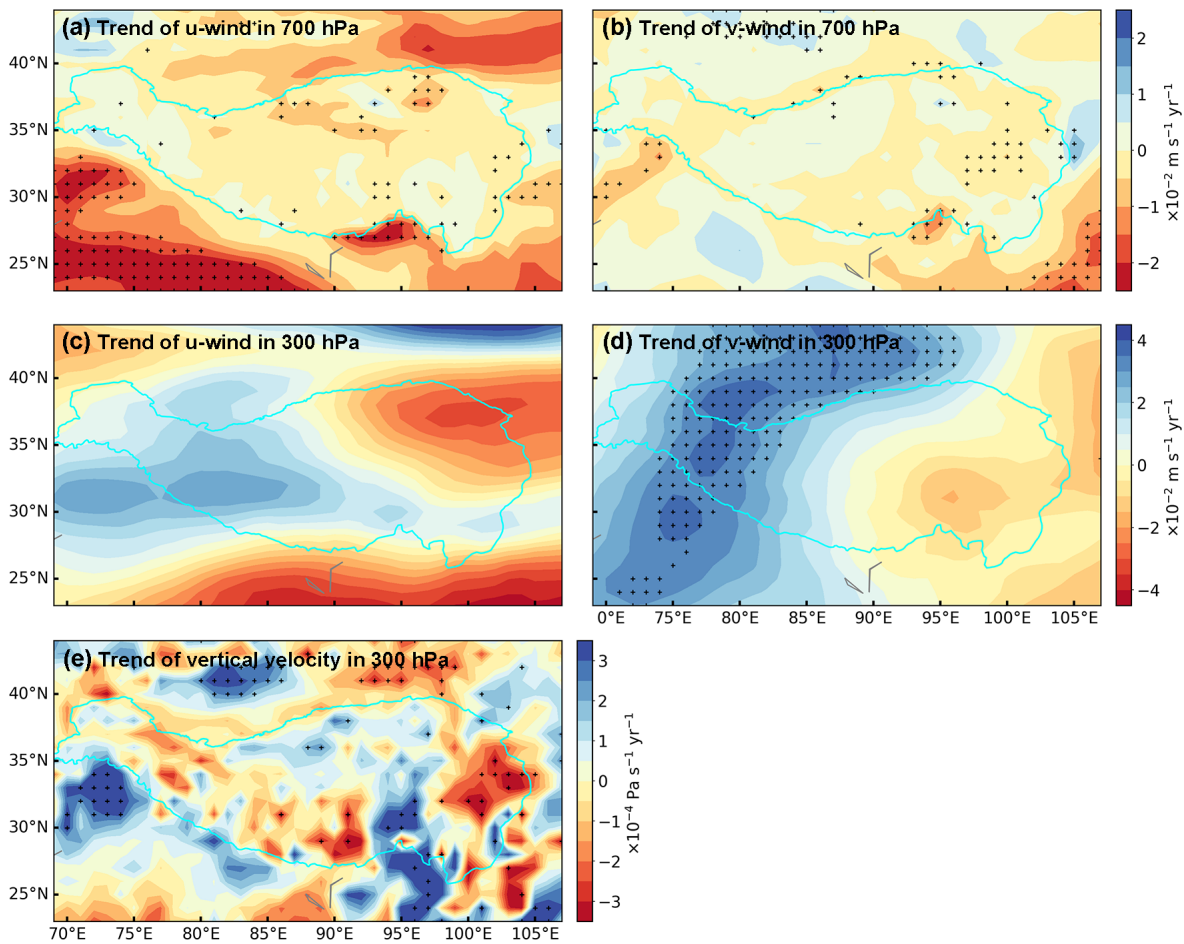 (a) Trend of u-wind in 700 hPa
(b) Trend of v-wind in 700 hPa
40°N
35°N
30°N
25°N
2
1
0
−1
−2
×10⁻² m s⁻¹ yr⁻¹
(c) Trend of u-wind in 300 hPa
(d) Trend of v-wind in 300 hPa
40°N
35°N
30°N
25°N
4
2
0
−2
−4
×10⁻² m s⁻¹ yr⁻¹
0°E 75°E 80°E 85°E 90°E 95°E 100°E 105°E
(e) Trend of vertical velocity in 300 hPa
40°N
35°N
30°N
25°N
3
2
1
0
−1
−2
−3
×10⁻⁴ Pa s⁻¹ yr⁻¹
70°E 75°E 80°E 85°E 90°E 95°E 100°E 105°E